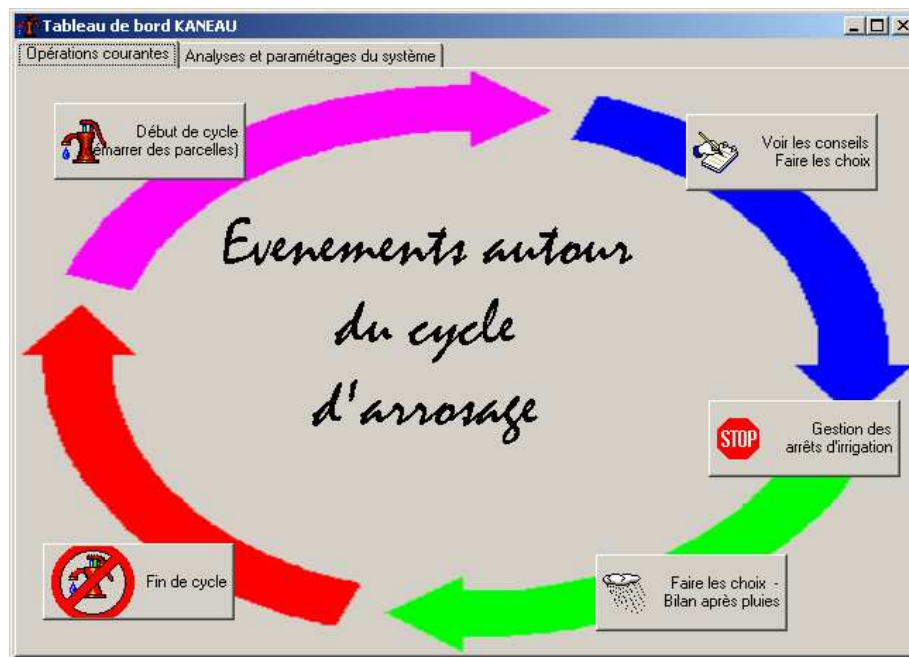 Tableau de bord KANEAU
Opérations courantes
Analyses et paramétrages du système
Début de cycle
émarrer des parcelles)
Voir les conseils
Faire les choix
Evenements autour
du cycle
d'arrosage
STOP
Gestion des
arrêts d'irrigation
Fin de cycle
Faire les choix -
Bilan après pluies